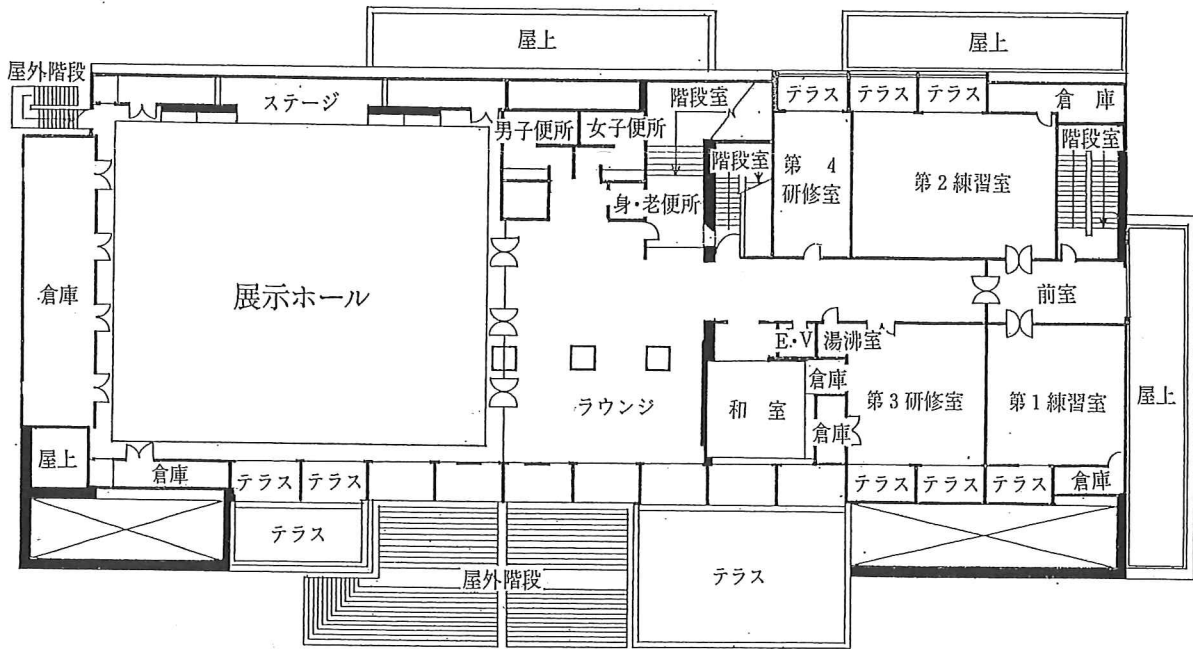 屋上
屋上
屋外階段
ステージ
階段室
テラス
テラス
テラス
倉庫
男子便所
女子便所
階段室
階段室
第4
研修室
第2練習室
身・老便所
倉庫
展示ホール
前室
E・V
湯沸室
ラウンジ
和室
倉庫
倉庫
第3研修室
第1練習室
屋上
屋上
倉庫
テラス
テラス
テラス
テラス
テラス
倉庫
テラス
屋外階段
テラス